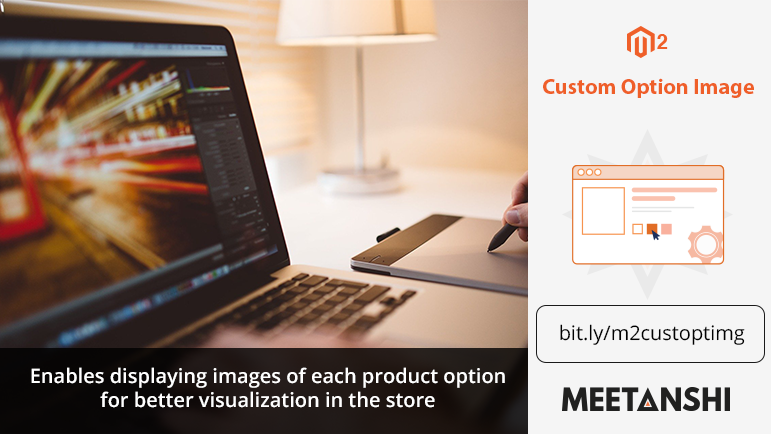 2
Custom Option Image
bit.ly/m2custoptimg
MEETANSHI
Enables displaying images of each product option
for better visualization in the store